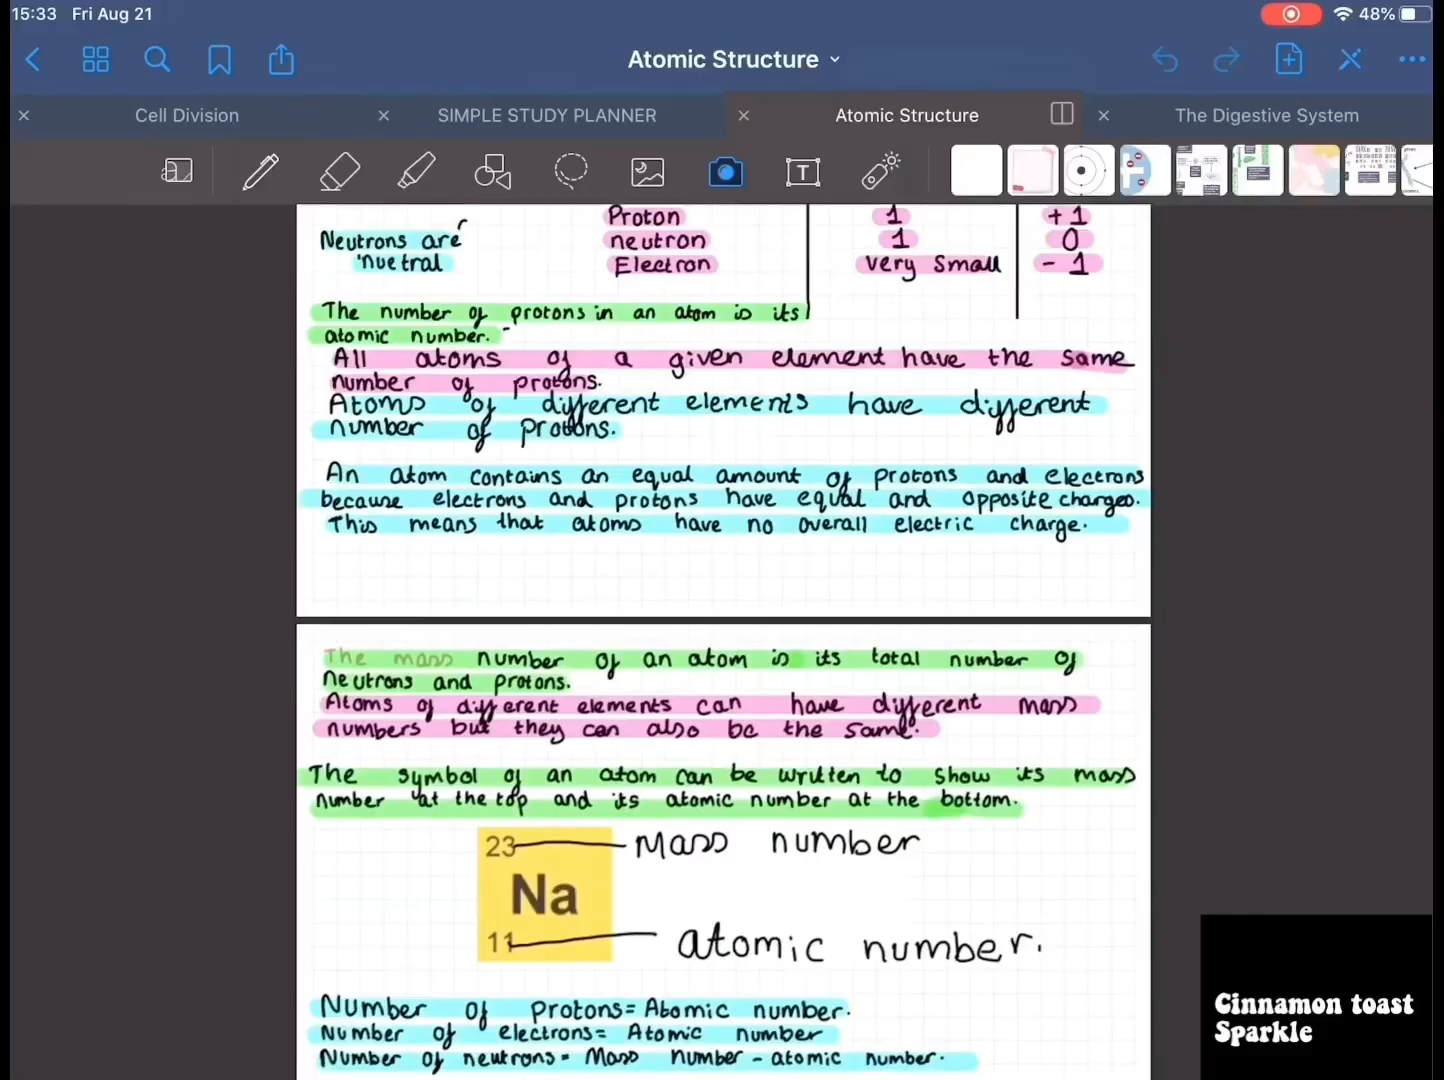 15:33 Fri Aug 21 48%
Atomic Structure
Cell Division SIMPLE STUDY PLANNER Atomic Structure The Digestive System
Proton 1 +1
Neutrons are neutron 1 0
'nuetral Electron very small - 1
The number of protons in an atom is its
atomic number.
All atoms of a given element have the same
number of protons.
Atoms of different elements have different
number of protons.
An atom contains an equal amount of protons and electrons
because electrons and protons have equal and opposite charges.
This means that atoms have no overall electric charge.
The mass number of an atom is its total number of
neutrons and protons.
Atoms of different elements can have different mass
numbers but they can also be the same.
The symbol of an atom can be written to show its mass
number at the top and its atomic number at the bottom.
23 Mass number
Na
11 atomic number.
Number of protons = Atomic number.
Number of electrons = Atomic number
Number of neutrons = Mass number - atomic number.
Cinnamon toast
Sparkle